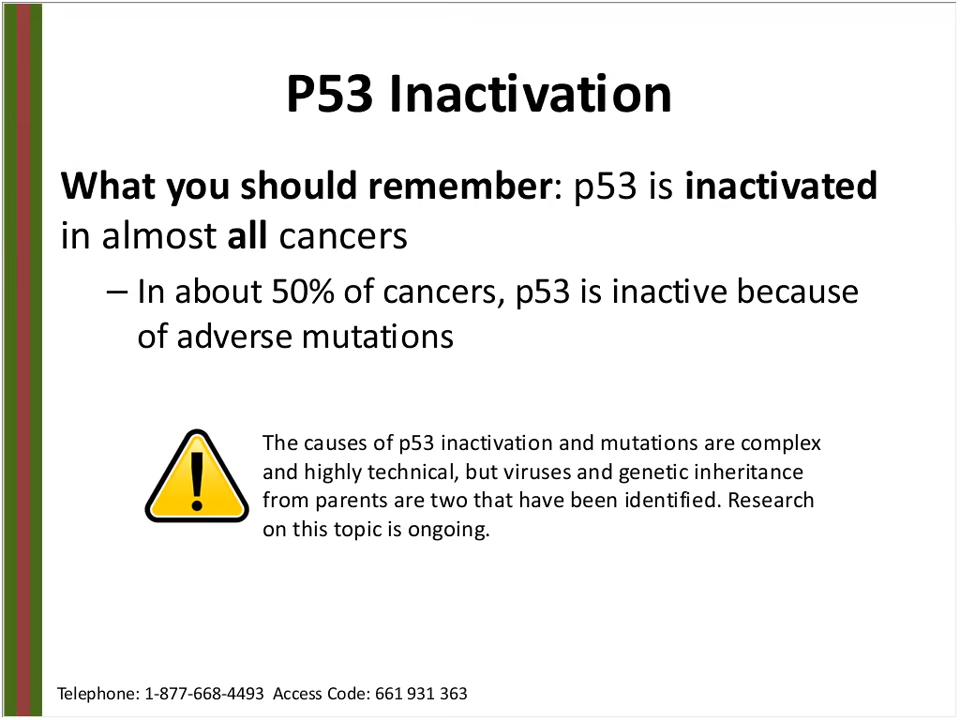 P53 Inactivation
What you should remember: p53 is inactivated
in almost all cancers
– In about 50% of cancers, p53 is inactive because
of adverse mutations
The causes of p53 inactivation and mutations are complex
and highly technical, but viruses and genetic inheritance
from parents are two that have been identified. Research
on this topic is ongoing.
Telephone: 1-877-668-4493 Access Code: 661 931 363